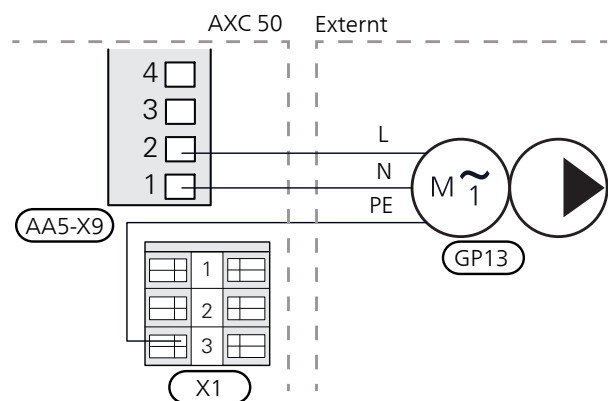 AXC 50 Externt
4
3
2 L
1 N
PE
AA5-X9
M ~ 1
GP13
1
2
3
X1